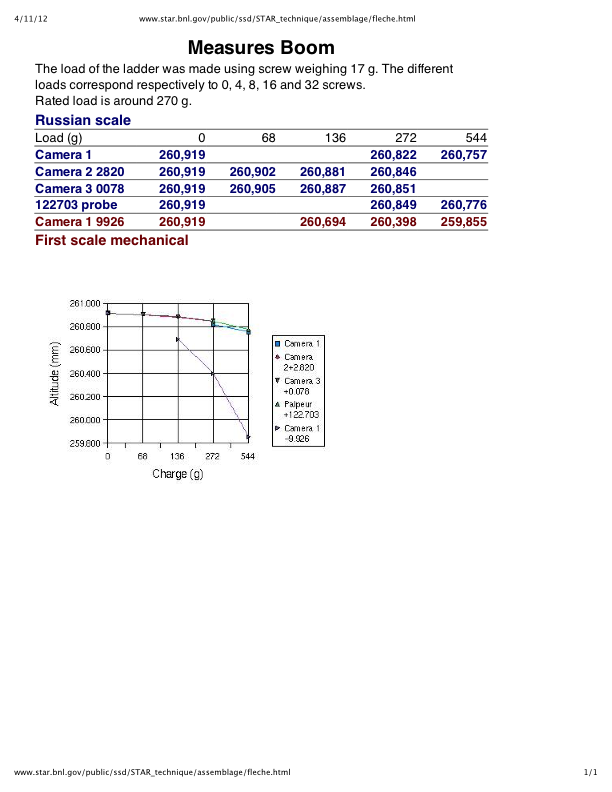 4/11/12 www.star.bnl.gov/public/ssd/STAR_technique/assemblage/fleche.html
Measures Boom
The load of the ladder was made using screw weighing 17 g. The different
loads correspond respectively to 0, 4, 8, 16 and 32 screws.
Rated load is around 270 g.
Russian scale
Load (g) 0 68 136 272 544
Camera 1 260,919 260,822 260,757
Camera 2 2820 260,919 260,902 260,881 260,846
Camera 3 0078 260,919 260,905 260,887 260,851
122703 probe 260,919 260,849 260,776
Camera 1 9926 260,919 260,694 260,398 259,855
First scale mechanical
261.000
260.800
260.600
260.400
260.200
260.000
259.800
Altitude (mm)
0 68 136 272 544
Charge (g)
Camera 1
Camera
2+2.820
Camera 3
+0.078
Palpeur
+122.703
Camera 1
-9.926
www.star.bnl.gov/public/ssd/STAR_technique/assemblage/fleche.html 1/1